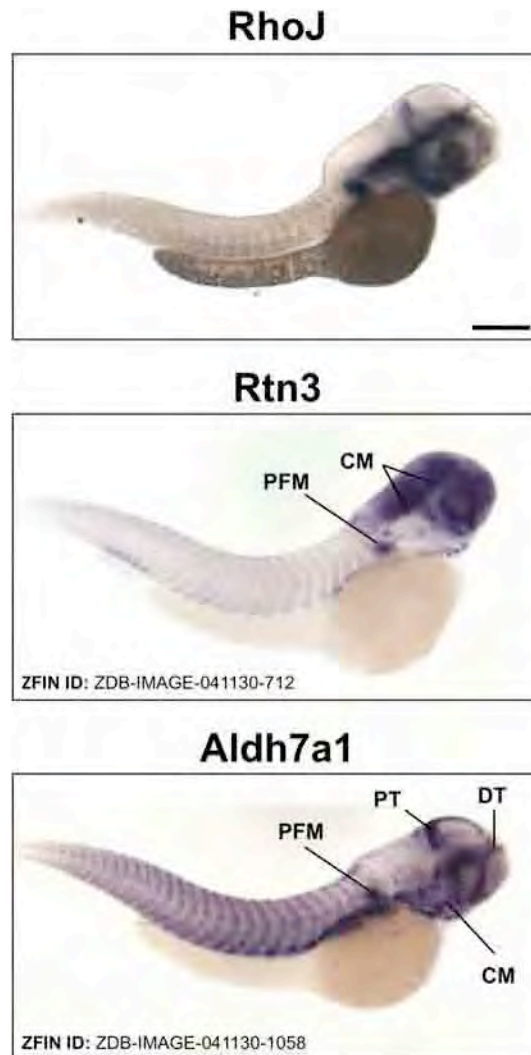 RhoJ
Rtn3
CM
PFM
ZFIN ID: ZDB-IMAGE-041130-712
Aldh7a1
PT
DT
PFM
CM
ZFIN ID: ZDB-IMAGE-041130-1058